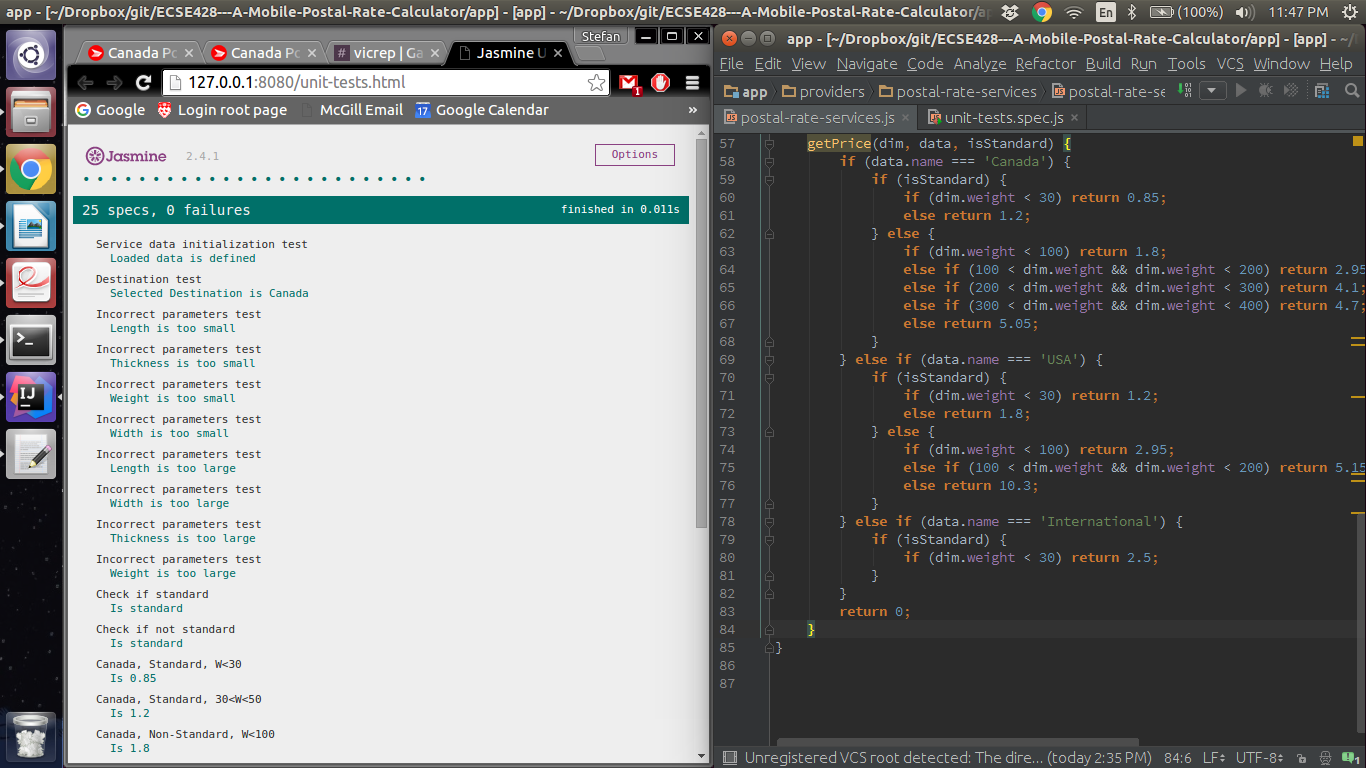 app - [~/Dropbox/git/ECSE428---A-Mobile-Postal-Rate-Calculator/app] - [app] - ~/Dropbox/git/ECSE428---A-Mobile-Postal-Rate-Calculator/ap
En
(100%)
11:47 PM
Stefan
Canada Po
Canada Po
vicrep | Ga
Jasmine U
127.0.0.1:8080/unit-tests.html
1
Google
Login root page
McGill Email
17 Google Calendar
»
Jasmine 2.4.1
Options
25 specs, 0 failures
finished in 0.011s
Service data initialization test
Loaded data is defined
Destination test
Selected Destination is Canada
Incorrect parameters test
Length is too small
Incorrect parameters test
Thickness is too small
Incorrect parameters test
Weight is too small
Incorrect parameters test
Width is too small
Incorrect parameters test
Length is too large
Incorrect parameters test
Width is too large
Incorrect parameters test
Thickness is too large
Incorrect parameters test
Weight is too large
Check if standard
Is standard
Check if not standard
Is standard
Canada, Standard, W<30
Is 0.85
Canada, Standard, 30<W<50
Is 1.2
Canada, Non-Standard, W<100
Is 1.8
app - [~/Dropbox/git/ECSE428---A-Mobile-Postal-Rate-Calculator/app] - [app] - ~/
File Edit View Navigate Code Analyze Refactor Build Run Tools VCS Window Help
app
providers
postal-rate-services
postal-rate-se
postal-rate-services.js
unit-tests.spec.js
57 getPrice(dim, data, isStandard) {
58 if (data.name === 'Canada') {
59 if (isStandard) {
60 if (dim.weight < 30) return 0.85;
61 else return 1.2;
62 } else {
63 if (dim.weight < 100) return 1.8;
64 else if (100 < dim.weight && dim.weight < 200) return 2.95
65 else if (200 < dim.weight && dim.weight < 300) return 4.1;
66 else if (300 < dim.weight && dim.weight < 400) return 4.7;
67 else return 5.05;
68 }
69 } else if (data.name === 'USA') {
70 if (isStandard) {
71 if (dim.weight < 30) return 1.2;
72 else return 1.8;
73 } else {
74 if (dim.weight < 100) return 2.95;
75 else if (100 < dim.weight && dim.weight < 200) return 5.15
76 else return 10.3;
77 }
78 } else if (data.name === 'International') {
79 if (isStandard) {
80 if (dim.weight < 30) return 2.5;
81 }
82 }
83 return 0;
84 }
85 }
86
87
Unregistered VCS root detected: The dire... (today 2:35 PM)
84:6
LF
UTF-8
1
IJ